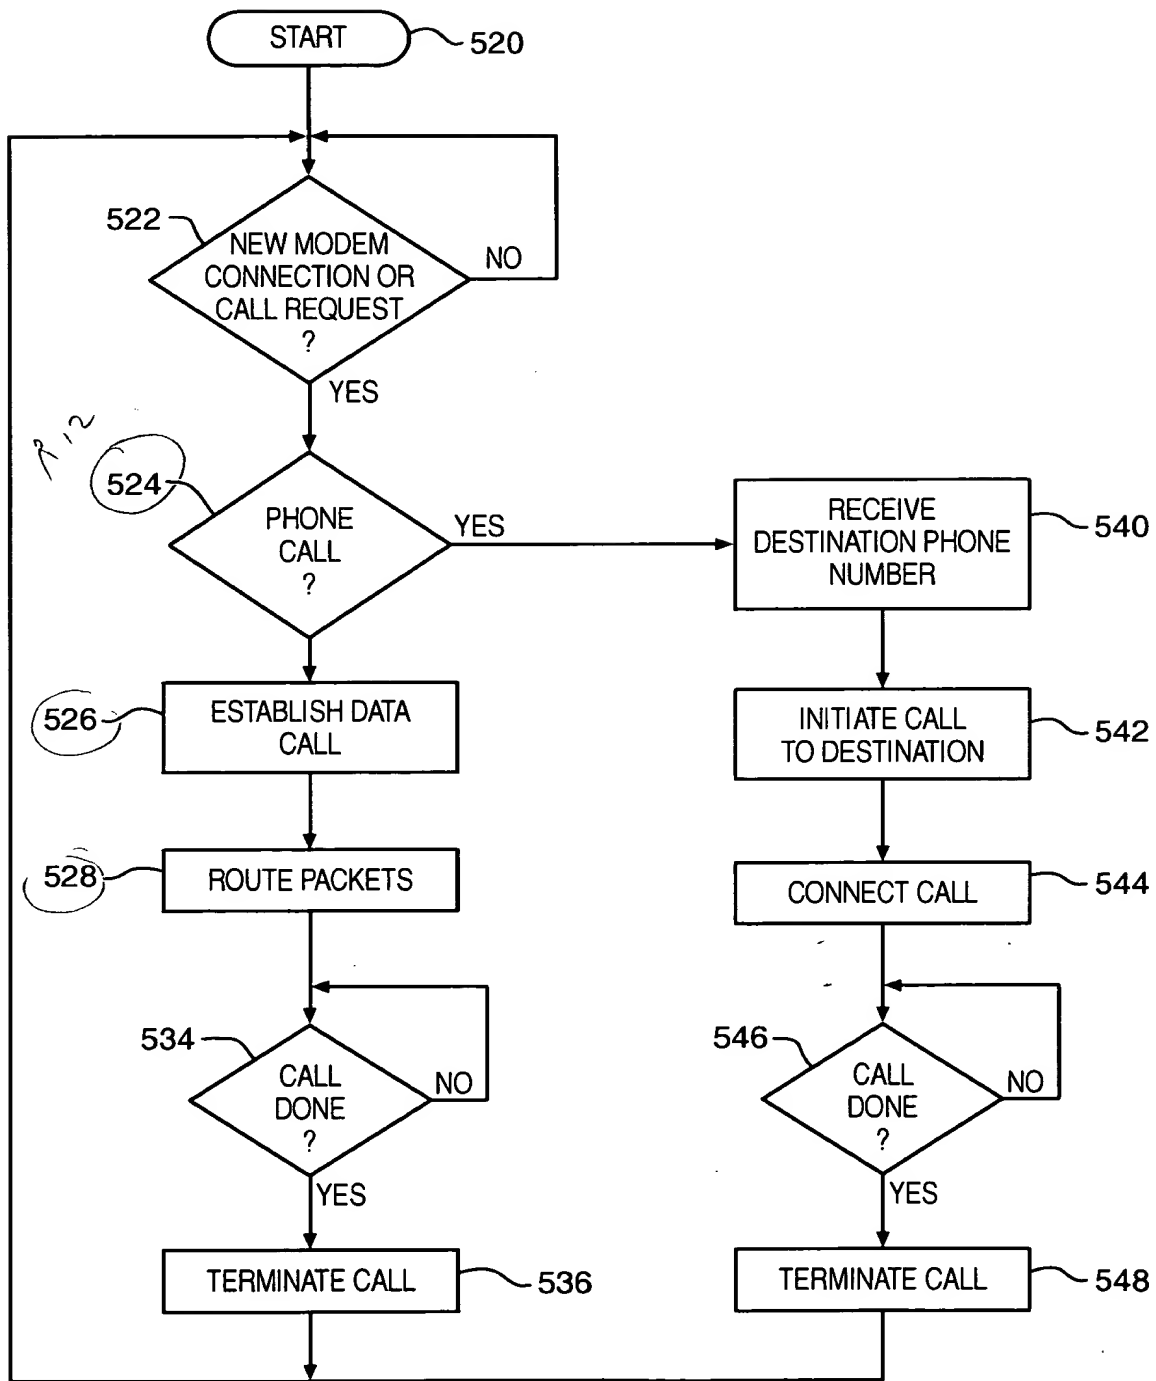 START
520
522
NEW MODEM
CONNECTION OR
CALL REQUEST
?
NO
YES
524
PHONE
CALL
?
YES
RECEIVE
DESTINATION PHONE
NUMBER
540
526
ESTABLISH DATA
CALL
INITIATE CALL
TO DESTINATION
542
528
ROUTE PACKETS
CONNECT CALL
544
534
CALL
DONE
?
NO
YES
546
CALL
DONE
?
NO
YES
TERMINATE CALL
536
TERMINATE CALL
548